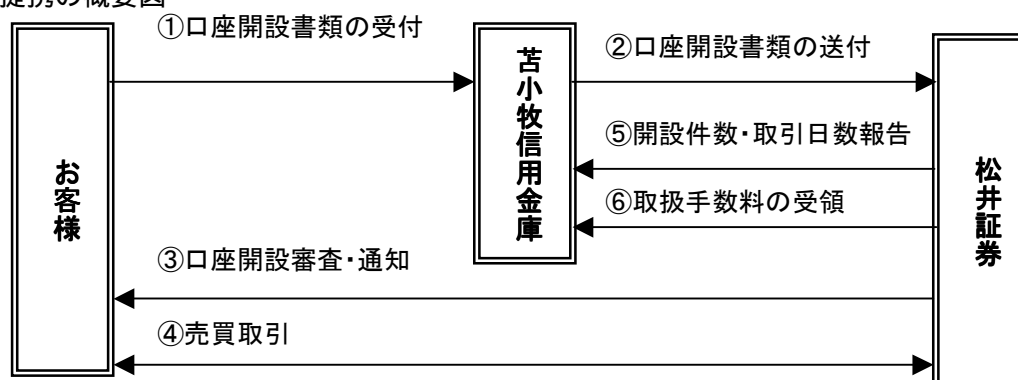 提携の概要図
①口座開設書類の受付
②口座開設書類の送付
苫小牧信用金庫
⑤開設件数・取引日数報告
お客様
松井証券
⑥取扱手数料の受領
③口座開設審査・通知
④売買取引